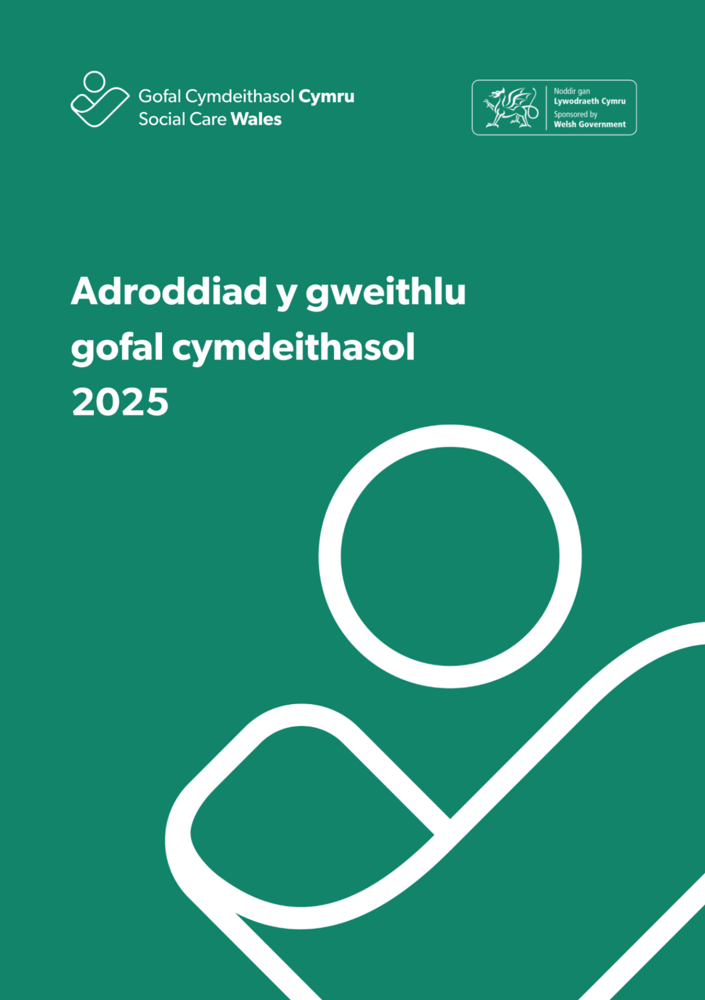 Gofal Cymdeithasol Cymru
Social Care Wales
Noddir gan
Lywodraeth Cymru
Sponsored by
Welsh Government
Adroddiad y gweithlu
gofal cymdeithasol
2025